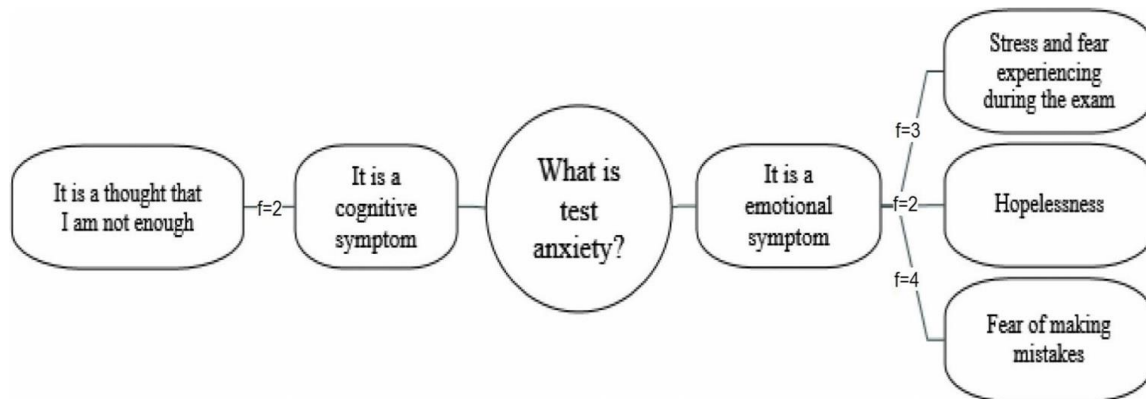 It is a thought that
I am not enough
f=2
It is a
cognitive
symptom
What is
test
anxiety?
It is a
emotional
symptom
f=3
f=2
f=4
Stress and fear
experiencing
during the exam
Hopelessness
Fear of making
mistakes